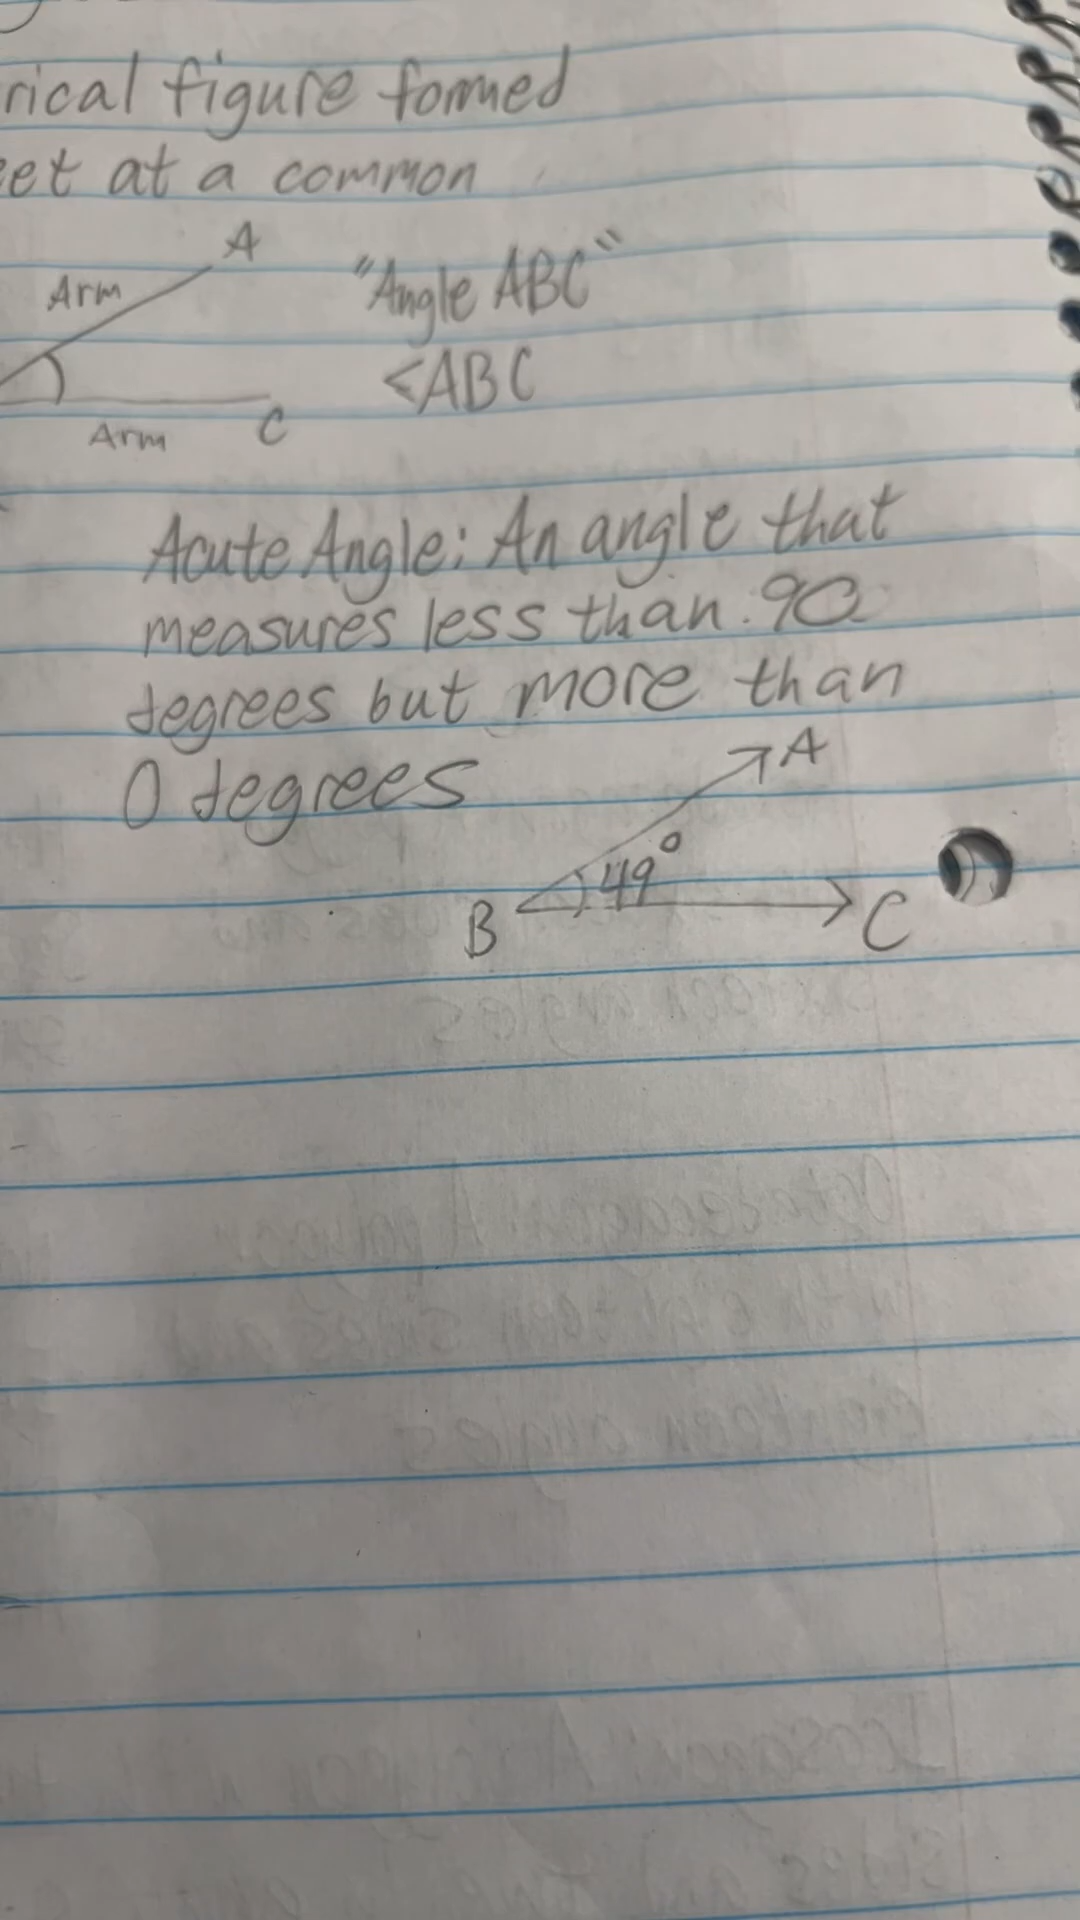 rical figure formed
eet at a common
A
Arm
"Angle ABC"
<ABC
Arm
C
Acute Angle: An angle that
measures less than 90
degrees but more than
0 degrees
A
49°
B
C